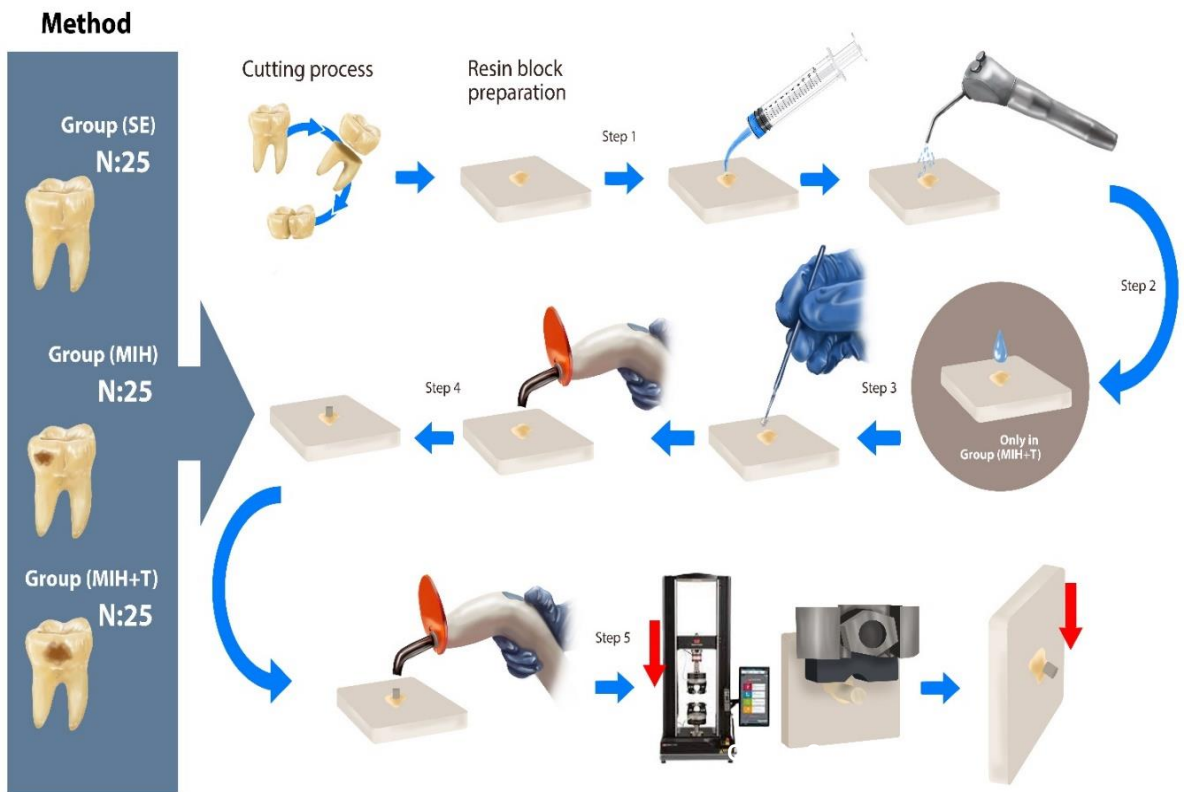 Method
Group (SE)
N:25
Group (MIH)
N:25
Group (MIH+T)
N:25
Cutting process
Resin block
preparation
Step 1
Step 2
Only in
Group (MIH+T)
Step 3
Step 4
Step 5